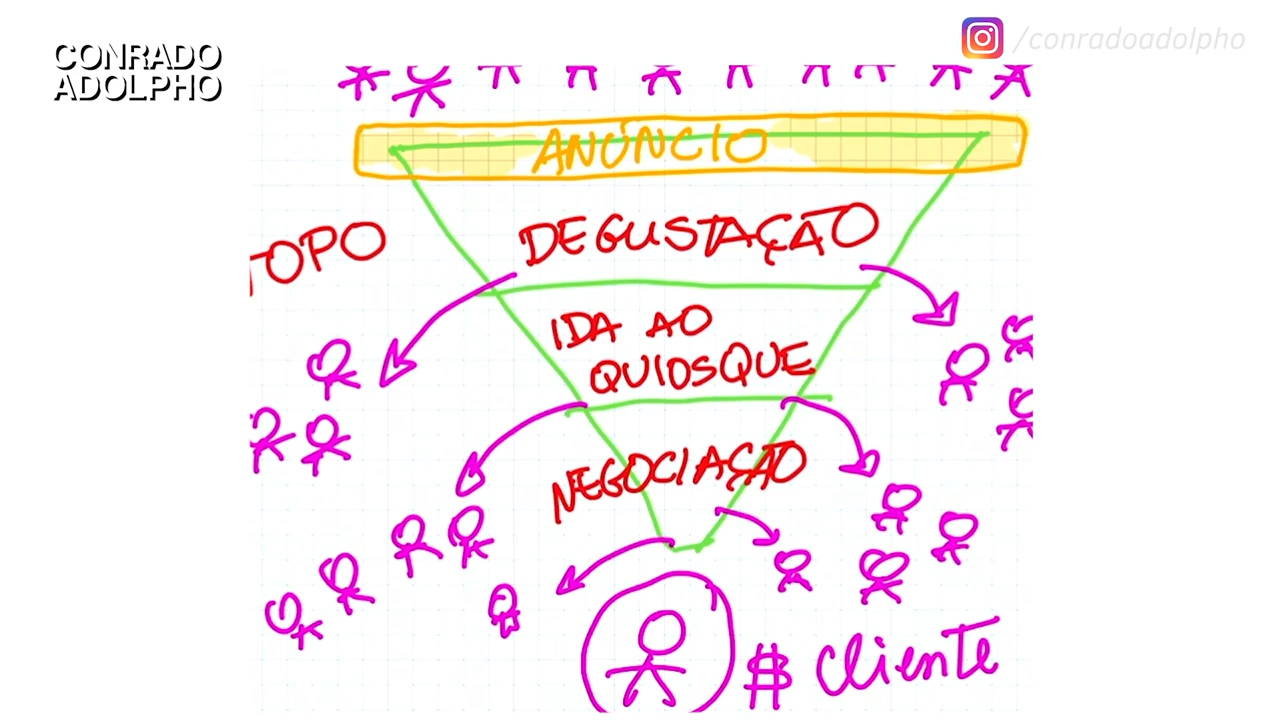 CONRADO
ADOLPHO
/conradoadolpho
ANÚNCIO
TOPO
DEGUSTAÇÃO
IDA AO
QUIOSQUE
NEGOCIAÇÃO
$ cliente